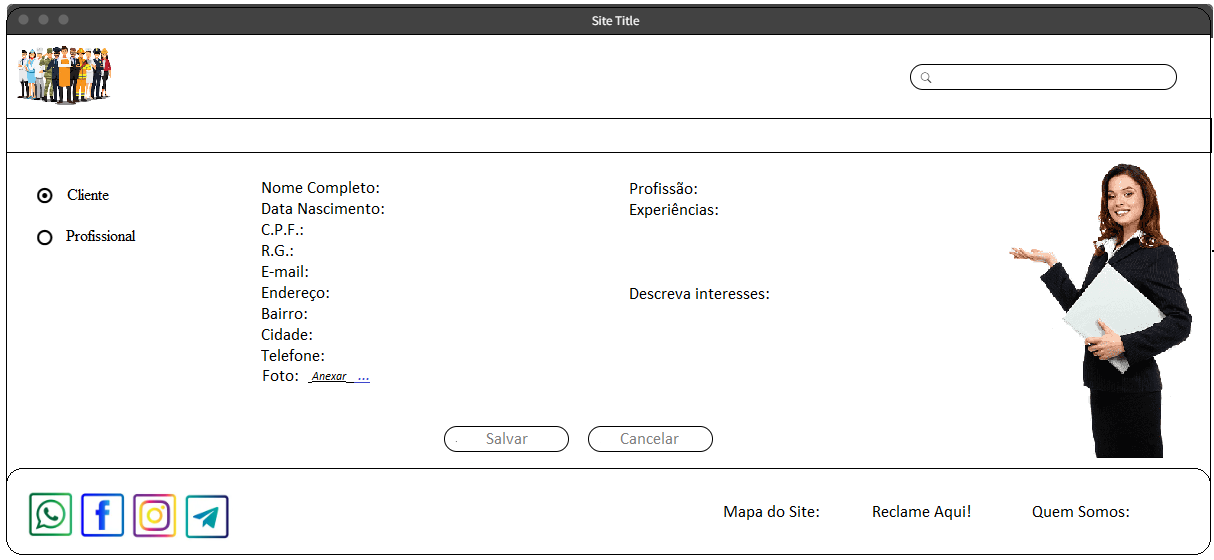 Site Title
Cliente
Profissional
Nome Completo:
Data Nascimento:
C.P.F.:
R.G.:
E-mail:
Endereço:
Bairro:
Cidade:
Telefone:
Foto: _Anexar_ ...
Profissão:
Experiências:
Descreva interesses:
Salvar
Cancelar
Mapa do Site:
Reclame Aqui!
Quem Somos: